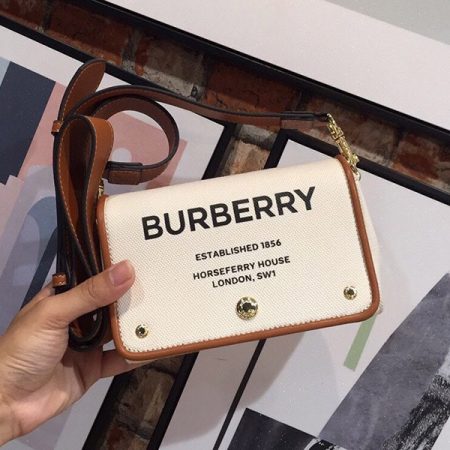 BURBERRY
ESTABLISHED 1856
HORSEFERRY HOUSE
LONDON, SW1